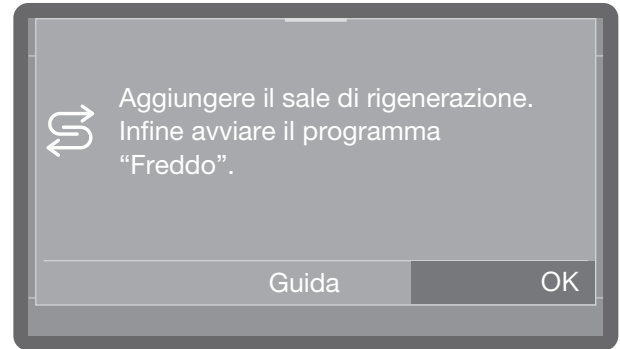 Aggiungere il sale di rigenerazione.
Infine avviare il programma
“Freddo”.
Guida OK